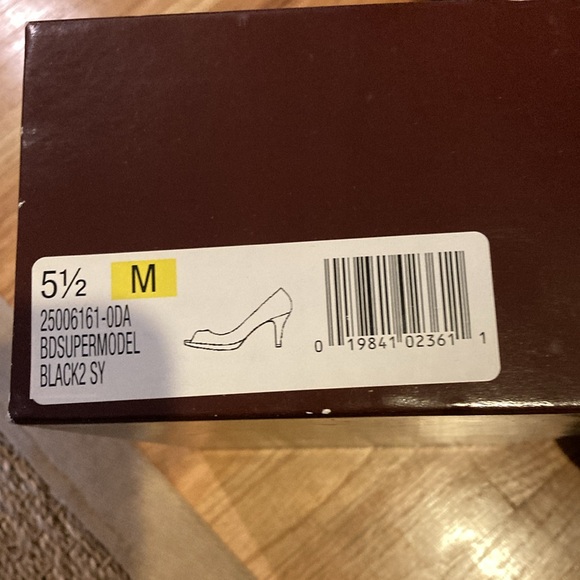 5½ M
25006161-0DA
BDSUPERMODEL
BLACK2 SY
0 19841 02361 1